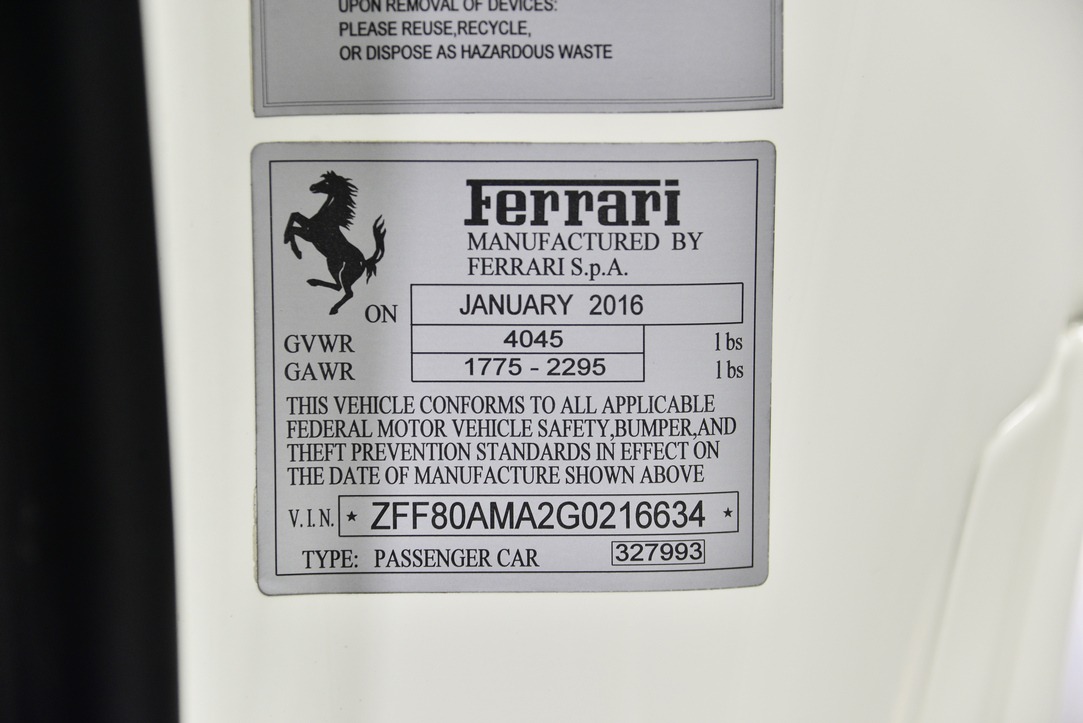 UPON REMOVAL OF DEVICES:
PLEASE REUSE,RECYCLE,
OR DISPOSE AS HAZARDOUS WASTE
Ferrari
MANUFACTURED BY
FERRARI S.p.A.
ON JANUARY 2016
GVWR 4045 lbs
GAWR 1775 - 2295 lbs
THIS VEHICLE CONFORMS TO ALL APPLICABLE
FEDERAL MOTOR VEHICLE SAFETY,BUMPER,AND
THEFT PREVENTION STANDARDS IN EFFECT ON
THE DATE OF MANUFACTURE SHOWN ABOVE
V.I.N. ★ ZFF80AMA2G0216634 ★
TYPE: PASSENGER CAR 327993